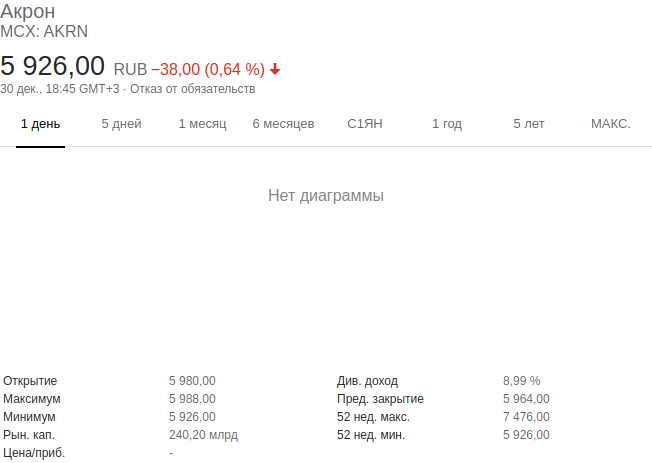 Акрон
MCX: AKRN
5 926,00 RUB −38,00 (0,64 %)
30 дек., 18:45 GMT+3 · Отказ от обязательств
1 день 5 дней 1 месяц 6 месяцев С1ЯН 1 год 5 лет МАКС.
Нет диаграммы
Открытие 5 980,00 Див. доход 8,99 %
Максимум 5 988,00 Пред. закрытие 5 964,00
Минимум 5 926,00 52 нед. макс. 7 476,00
Рын. кап. 240,20 млрд 52 нед. мин. 5 926,00
Цена/приб. -